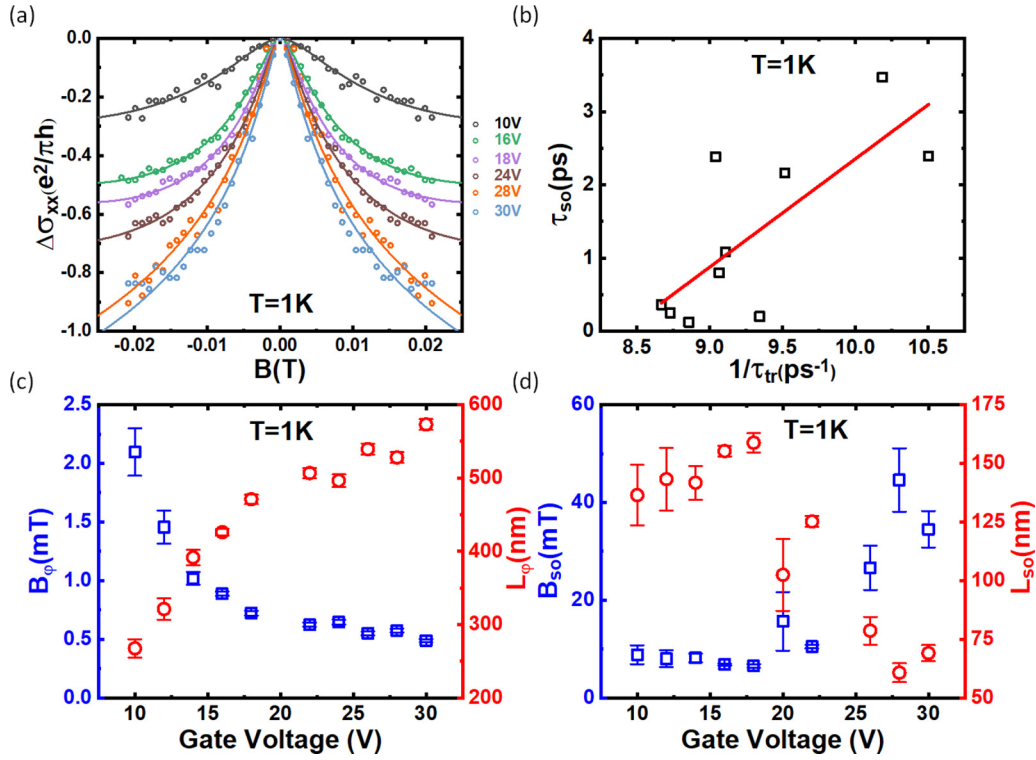 (a)
(b)
0.0
-0.2
-0.4
-0.6
-0.8
-1.0
Δσxx(e²/πh)
10V
16V
18V
24V
28V
30V
T=1K
-0.02
-0.01
0.00
0.01
0.02
B(T)
4
3
2
1
0
τso(ps)
T=1K
8.5
9.0
9.5
10.0
10.5
1/τtr(ps⁻¹)
(c)
(d)
2.5
2.0
1.5
1.0
0.5
0.0
Bφ(mT)
T=1K
600
500
400
300
200
Lφ(nm)
10
15
20
25
30
Gate Voltage (V)
60
40
20
0
Bso(mT)
T=1K
175
150
125
100
75
50
Lso(nm)
10
15
20
25
30
Gate Voltage (V)